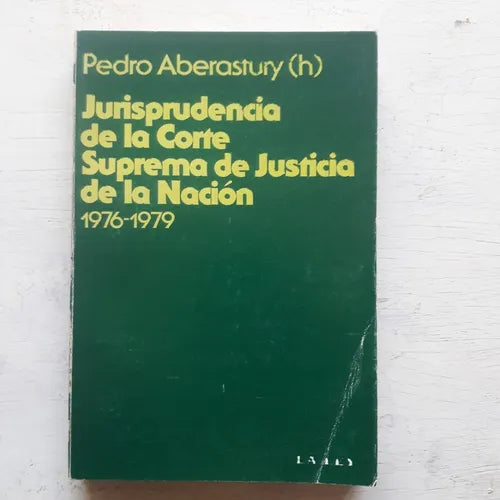 Pedro Aberastury (h)
Jurisprudencia
de la Corte
Suprema de Justicia
de la Nación
1976-1979
LA LEY